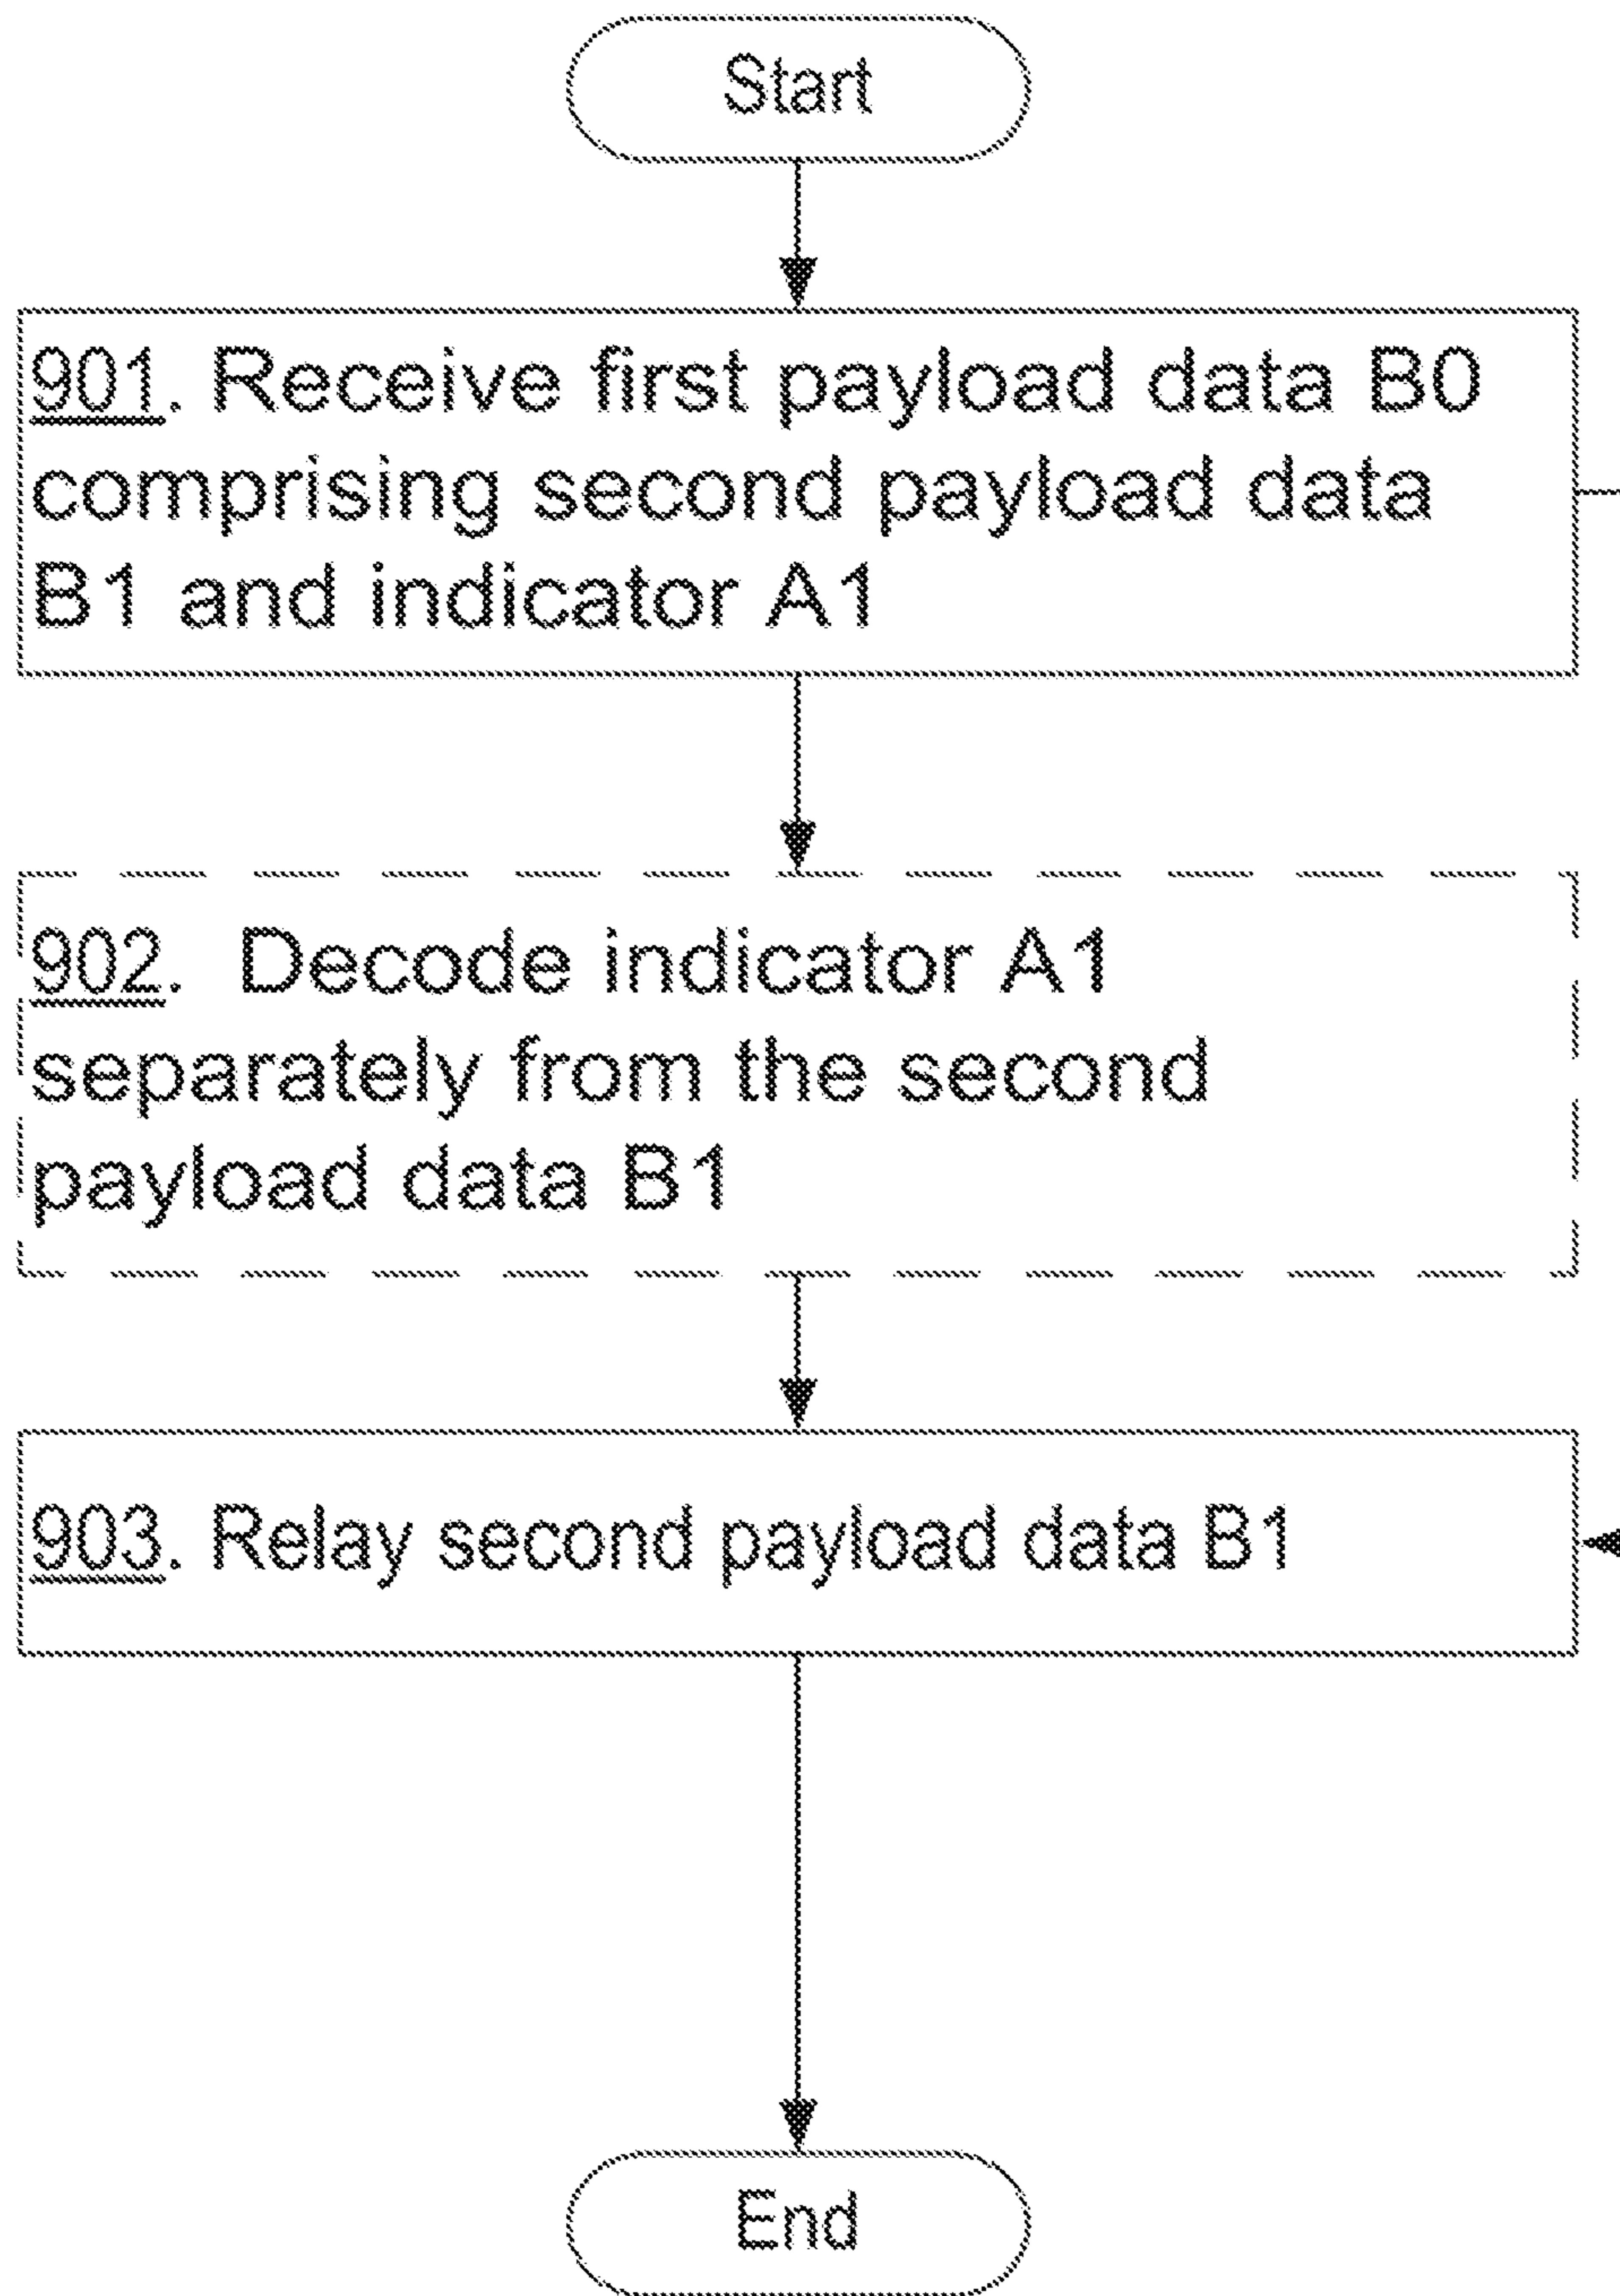 Start
901. Receive first payload data B0
comprising second payload data
B1 and indicator A1
902. Decode indicator A1
separately from the second
payload data B1
903. Relay second payload data B1
End